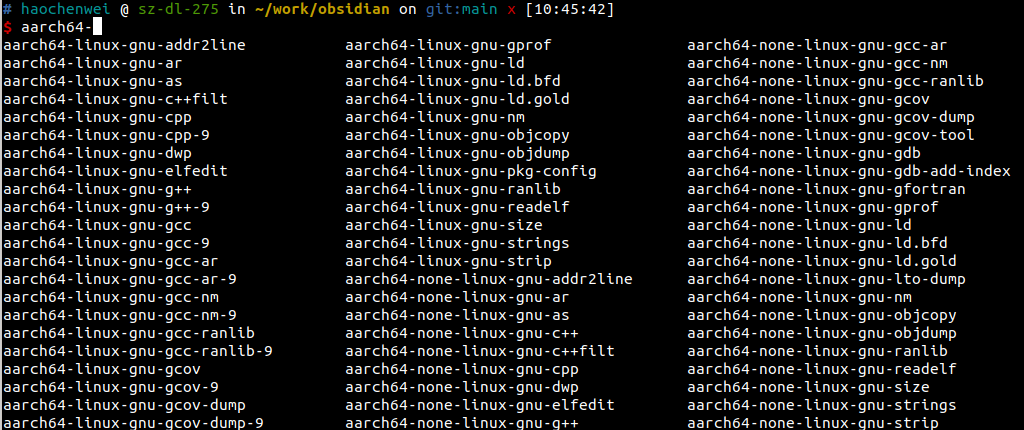 # haochenwei @ sz-dl-275 in ~/work/obsidian on git:main x [10:45:42]
$ aarch64-
aarch64-linux-gnu-addr2line aarch64-linux-gnu-gprof aarch64-none-linux-gnu-gcc-ar
aarch64-linux-gnu-ar aarch64-linux-gnu-ld aarch64-none-linux-gnu-gcc-nm
aarch64-linux-gnu-as aarch64-linux-gnu-ld.bfd aarch64-none-linux-gnu-gcc-ranlib
aarch64-linux-gnu-c++filt aarch64-linux-gnu-ld.gold aarch64-none-linux-gnu-gcov
aarch64-linux-gnu-cpp aarch64-linux-gnu-nm aarch64-none-linux-gnu-gcov-dump
aarch64-linux-gnu-cpp-9 aarch64-linux-gnu-objcopy aarch64-none-linux-gnu-gcov-tool
aarch64-linux-gnu-dwp aarch64-linux-gnu-objdump aarch64-none-linux-gnu-gdb
aarch64-linux-gnu-elfedit aarch64-linux-gnu-pkg-config aarch64-none-linux-gnu-gdb-add-index
aarch64-linux-gnu-g++ aarch64-linux-gnu-ranlib aarch64-none-linux-gnu-gfortran
aarch64-linux-gnu-g++-9 aarch64-linux-gnu-readelf aarch64-none-linux-gnu-gprof
aarch64-linux-gnu-gcc aarch64-linux-gnu-size aarch64-none-linux-gnu-ld
aarch64-linux-gnu-gcc-9 aarch64-linux-gnu-strings aarch64-none-linux-gnu-ld.bfd
aarch64-linux-gnu-gcc-ar aarch64-linux-gnu-strip aarch64-none-linux-gnu-ld.gold
aarch64-linux-gnu-gcc-ar-9 aarch64-none-linux-gnu-addr2line aarch64-none-linux-gnu-lto-dump
aarch64-linux-gnu-gcc-nm aarch64-none-linux-gnu-ar aarch64-none-linux-gnu-nm
aarch64-linux-gnu-gcc-nm-9 aarch64-none-linux-gnu-as aarch64-none-linux-gnu-objcopy
aarch64-linux-gnu-gcc-ranlib aarch64-none-linux-gnu-c++ aarch64-none-linux-gnu-objdump
aarch64-linux-gnu-gcc-ranlib-9 aarch64-none-linux-gnu-c++filt aarch64-none-linux-gnu-ranlib
aarch64-linux-gnu-gcov aarch64-none-linux-gnu-cpp aarch64-none-linux-gnu-readelf
aarch64-linux-gnu-gcov-9 aarch64-none-linux-gnu-dwp aarch64-none-linux-gnu-size
aarch64-linux-gnu-gcov-dump aarch64-none-linux-gnu-elfedit aarch64-none-linux-gnu-strings
aarch64-linux-gnu-gcov-dump-9 aarch64-none-linux-gnu-g++ aarch64-none-linux-gnu-strip